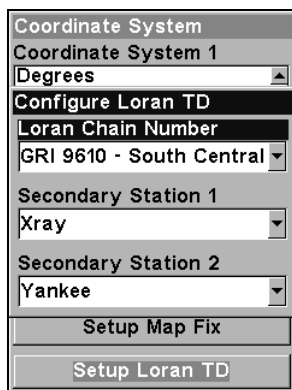 Coordinate System
Coordinate System 1
Degrees
Configure Loran TD
Loran Chain Number
GRI 9610 - South Central
Secondary Station 1
Xray
Secondary Station 2
Yankee
Setup Map Fix
Setup Loran TD